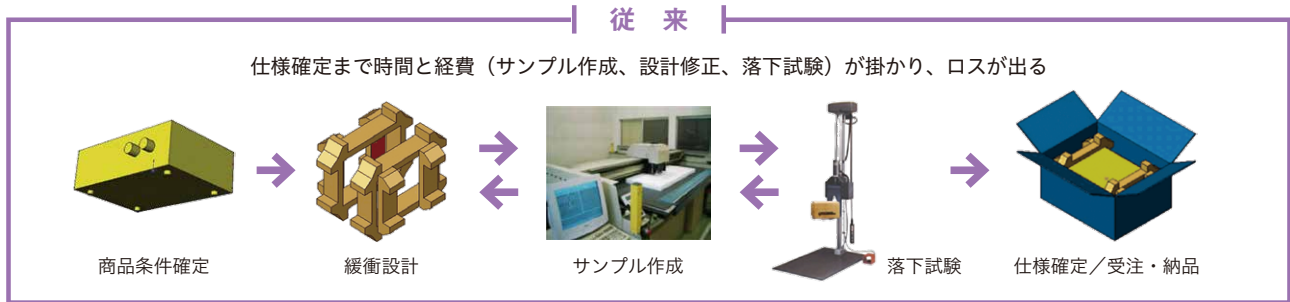 従 来
仕様確定まで時間と経費（サンプル作成、設計修正、落下試験）が掛かり、ロスが出る
商品条件確定
緩衝設計
サンプル作成
落下試験
仕様確定／受注・納品